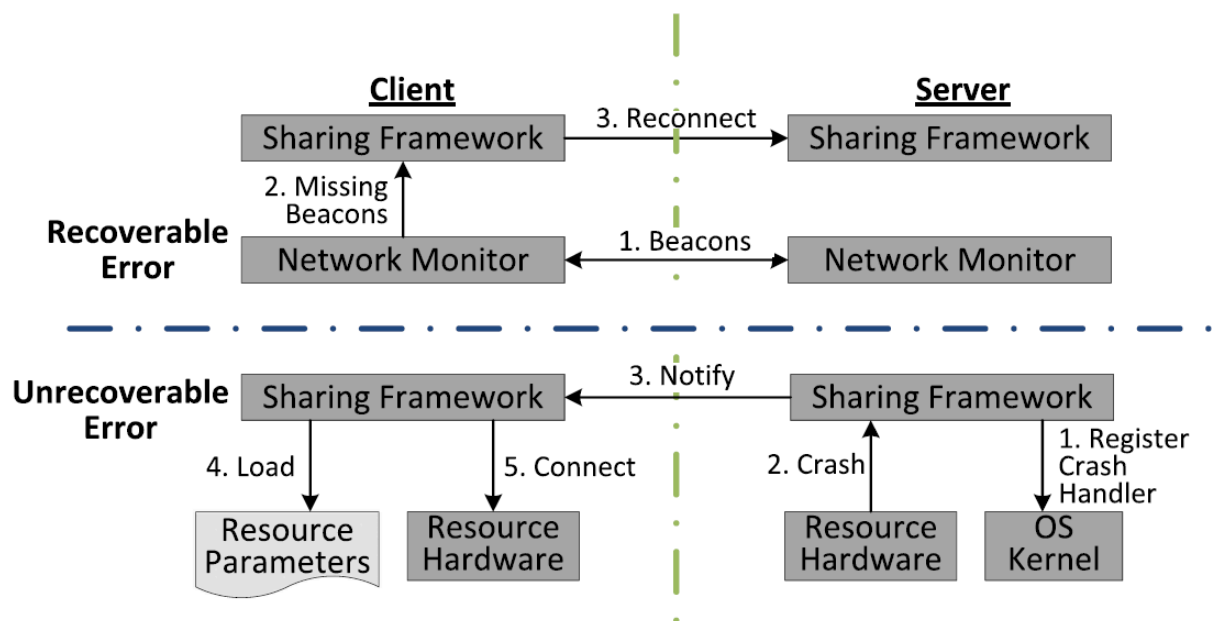 Client
Server
Sharing Framework
3. Reconnect
Sharing Framework
2. Missing
Beacons
Recoverable
Error
Network Monitor
1. Beacons
Network Monitor
Unrecoverable
Error
Sharing Framework
3. Notify
Sharing Framework
4. Load
5. Connect
2. Crash
1. Register
Crash
Handler
Resource
Parameters
Resource
Hardware
Resource
Hardware
OS
Kernel